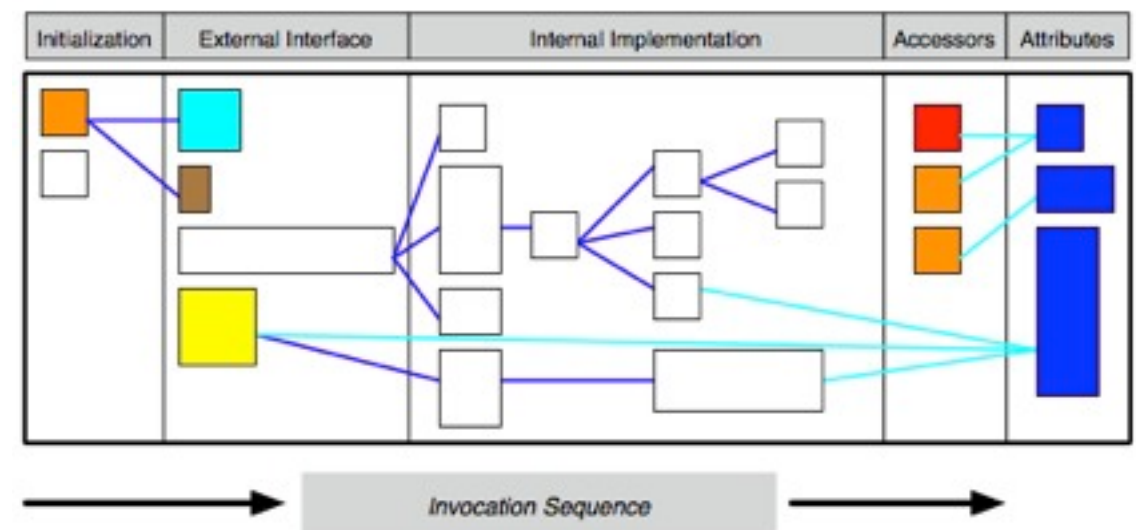 Initialization External Interface Internal Implementation Accessors Attributes
Invocation Sequence